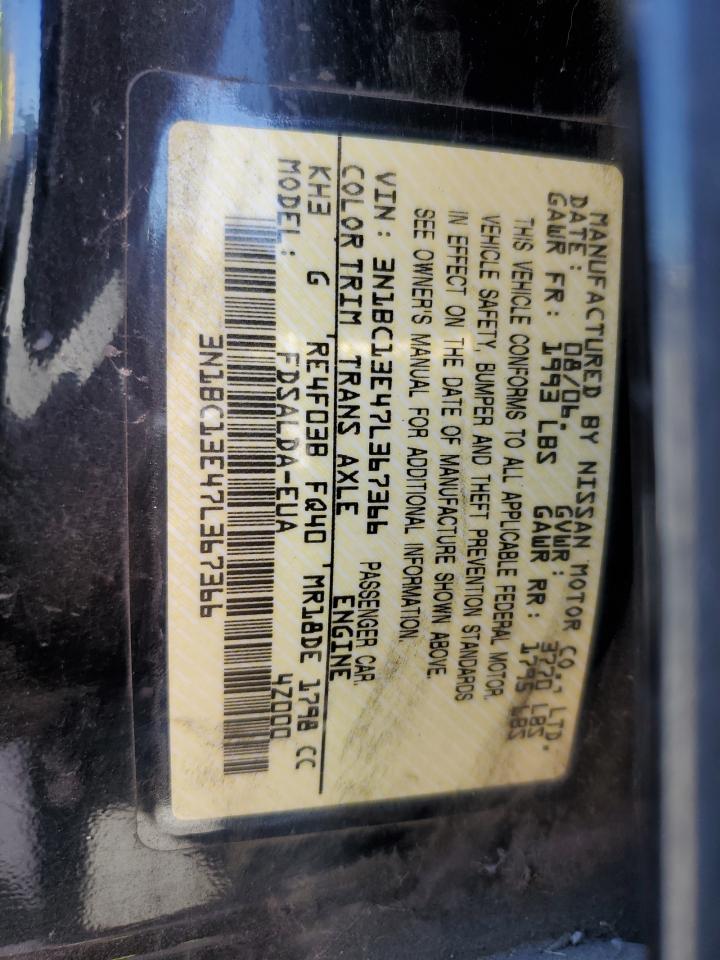 MANUFACTURED BY NISSAN MOTOR CO., LTD.
DATE: 08/06. GVWR: 3770 LBS
GAWR FR: 1993 LBS GAWR RR: 1795 LBS
THIS VEHICLE CONFORMS TO ALL APPLICABLE FEDERAL MOTOR
VEHICLE SAFETY, BUMPER AND THEFT PREVENTION STANDARDS
IN EFFECT ON THE DATE OF MANUFACTURE SHOWN ABOVE.
SEE OWNER'S MANUAL FOR ADDITIONAL INFORMATION.
VIN: 3N1BC13E47L367366 PASSENGER CAR
COLOR TRIM TRANS AXLE ENGINE
KH3 G RE4F03B FQ40 MR18DE 1798 CC
MODEL: FDSALDA-EUA 4Z000
3N1BC13E47L367366